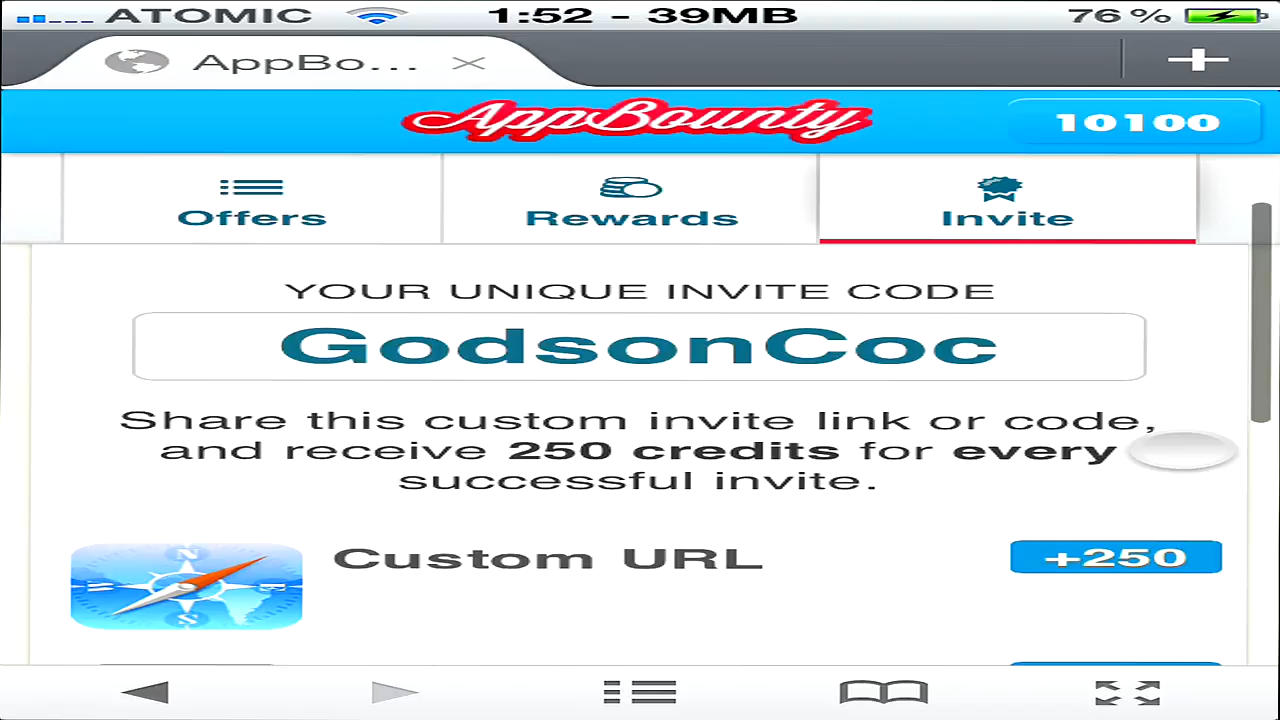 ATOMIC 1:52 - 39MB 76%
AppBo...
AppBounty 10100
Offers Rewards Invite
YOUR UNIQUE INVITE CODE
GodsonCoc
Share this custom invite link or code,
and receive 250 credits for every
successful invite.
N
Custom URL +250
S